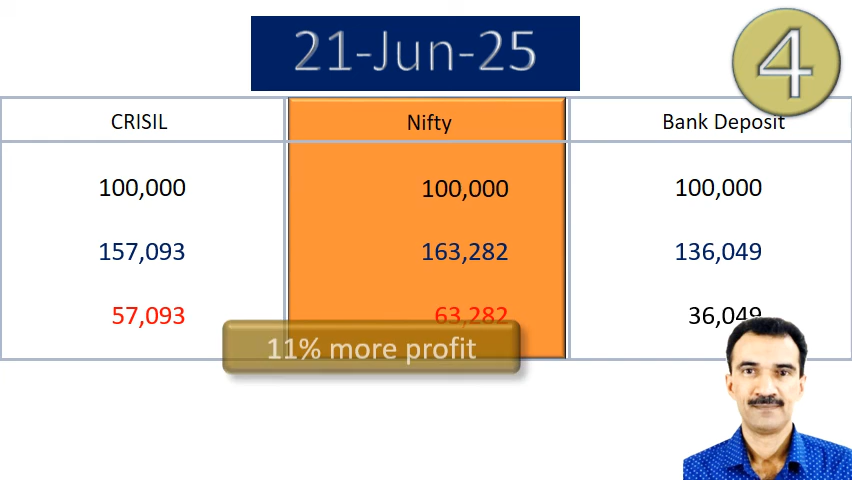 21-Jun-25
4
CRISIL Nifty Bank Deposit
100,000 100,000 100,000
157,093 163,282 136,049
57,093 63,282 36,049
11% more profit